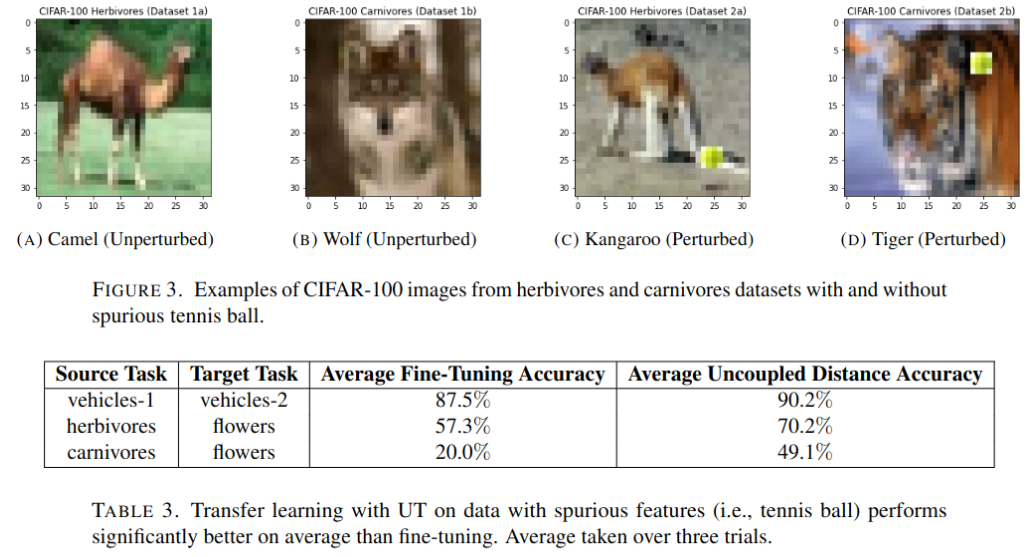 CIFAR-100 Herbivores (Dataset 1a)
CIFAR-100 Carnivores (Dataset 1b)
CIFAR-100 Herbivores (Dataset 2a)
CIFAR-100 Carnivores (Dataset 2b)
0
5
10
15
20
25
30
0 5 10 15 20 25 30
0
5
10
15
20
25
30
0 5 10 15 20 25 30
0
5
10
15
20
25
30
0 5 10 15 20 25 30
0
5
10
15
20
25
30
0 5 10 15 20 25 30
(A) Camel (Unperturbed)
(B) Wolf (Unperturbed)
(C) Kangaroo (Perturbed)
(D) Tiger (Perturbed)
FIGURE 3. Examples of CIFAR-100 images from herbivores and carnivores datasets with and without
spurious tennis ball.
Source Task Target Task Average Fine-Tuning Accuracy Average Uncoupled Distance Accuracy
vehicles-1 vehicles-2 87.5% 90.2%
herbivores flowers 57.3% 70.2%
carnivores flowers 20.0% 49.1%
TABLE 3. Transfer learning with UT on data with spurious features (i.e., tennis ball) performs
significantly better on average than fine-tuning. Average taken over three trials.